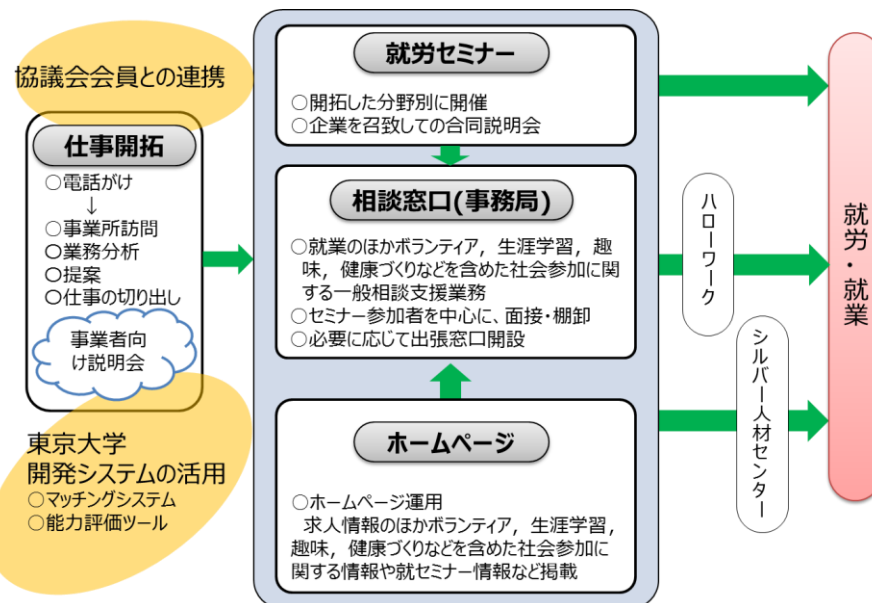 協議会会員との連携
仕事開拓
○電話がけ
↓
○事業所訪問
○業務分析
○提案
○仕事の切り出し
事業者向
け説明会
東京大学
開発システムの活用
○マッチングシステム
○能力評価ツール
就労セミナー
○開拓した分野別に開催
○企業を召致しての合同説明会
相談窓口(事務局)
○就業のほかボランティア，生涯学習，趣
味，健康づくりなどを含めた社会参加に関
する一般相談支援業務
○セミナー参加者を中心に、面接・棚卸
○必要に応じて出張窓口開設
ホームページ
○ホームページ運用
求人情報のほかボランティア，生涯学習，
趣味，健康づくりなどを含めた社会参加に
関する情報や就セミナー情報など掲載
ハローワーク
シルバー人材センター
就労・就業